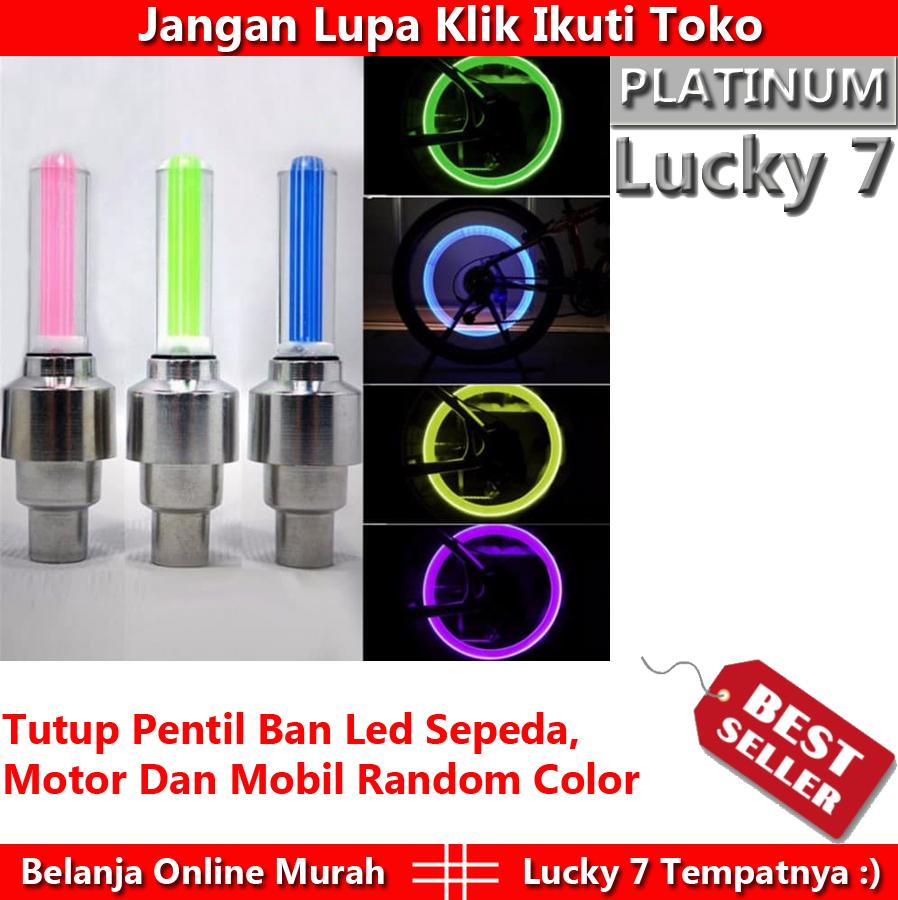 Jangan Lupa Klik Ikuti Toko
PLATINUM
Lucky 7
Tutup Pentil Ban Led Sepeda,
Motor Dan Mobil Random Color
BEST
SELLER
Belanja Online Murah
Lucky 7 Tempatnya :)